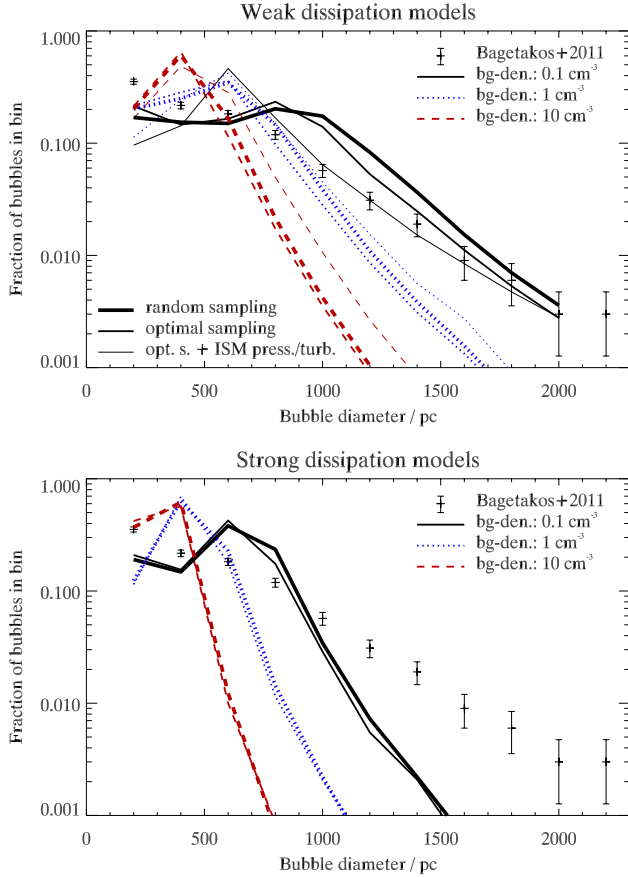 Weak dissipation models
1.000
0.100
0.010
0.001
Fraction of bubbles in bin
Bagetakos+2011
bg-den.: 0.1 cm⁻³
bg-den.: 1 cm⁻³
bg-den.: 10 cm⁻³
random sampling
optimal sampling
opt. s. + ISM press./turb.
0 500 1000 1500 2000
Bubble diameter / pc
Strong dissipation models
1.000
0.100
0.010
0.001
Fraction of bubbles in bin
Bagetakos+2011
bg-den.: 0.1 cm⁻³
bg-den.: 1 cm⁻³
bg-den.: 10 cm⁻³
0 500 1000 1500 2000
Bubble diameter / pc